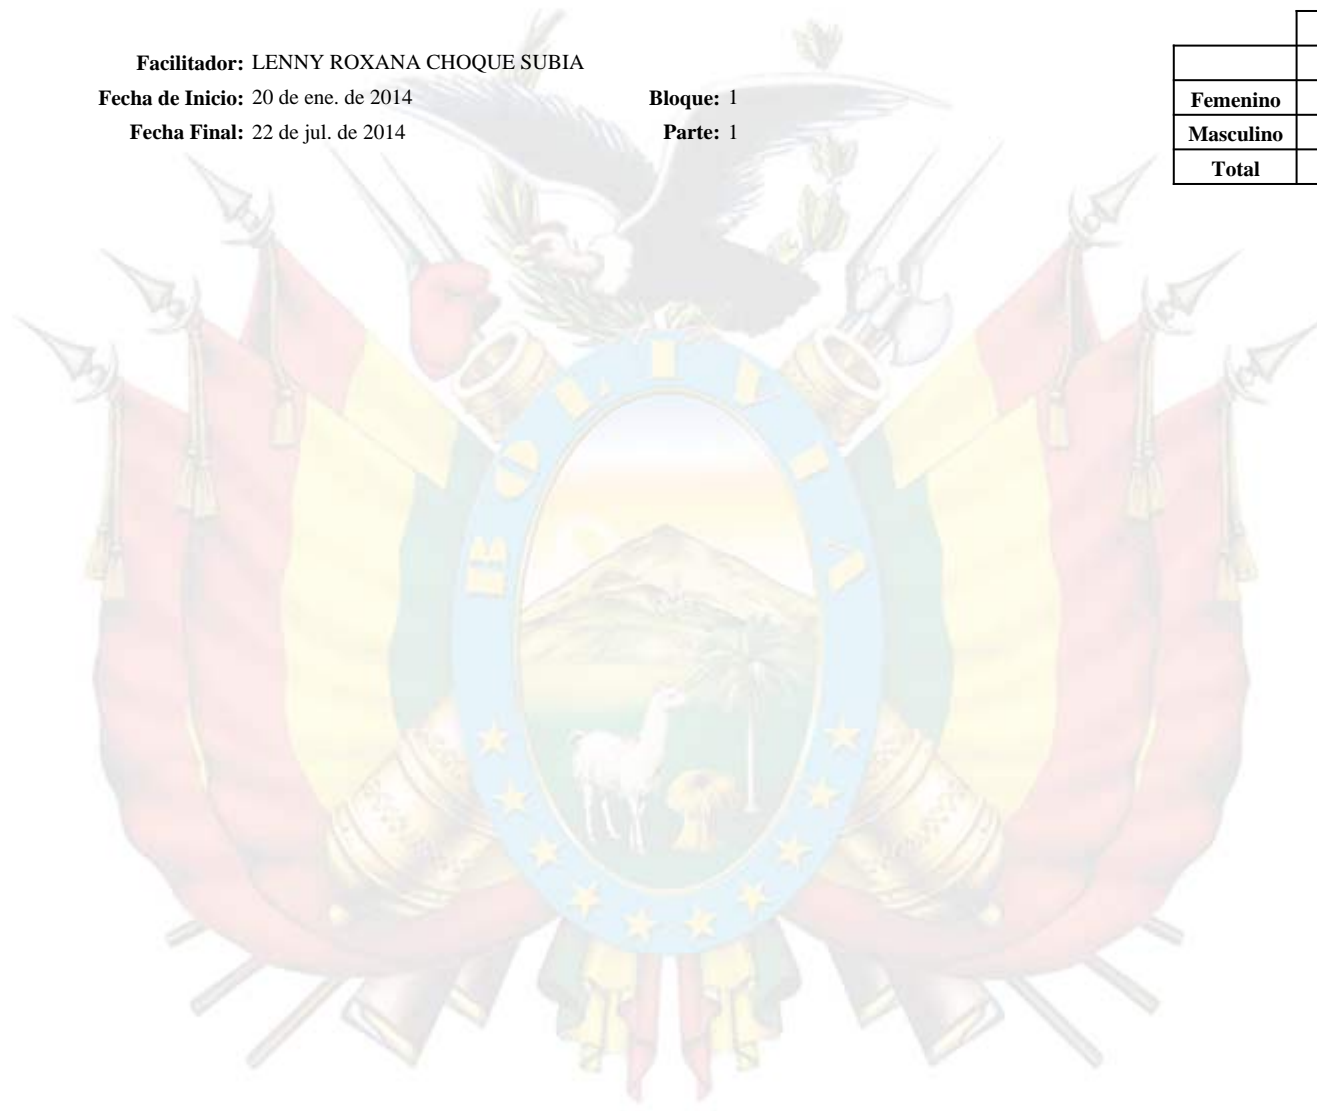 Facilitador: LENNY ROXANA CHOQUE SUBIA
Fecha de Inicio: 20 de ene. de 2014 Bloque: 1
Femenino
Fecha Final: 22 de jul. de 2014 Parte: 1
Masculino
Total
BOLIVIA